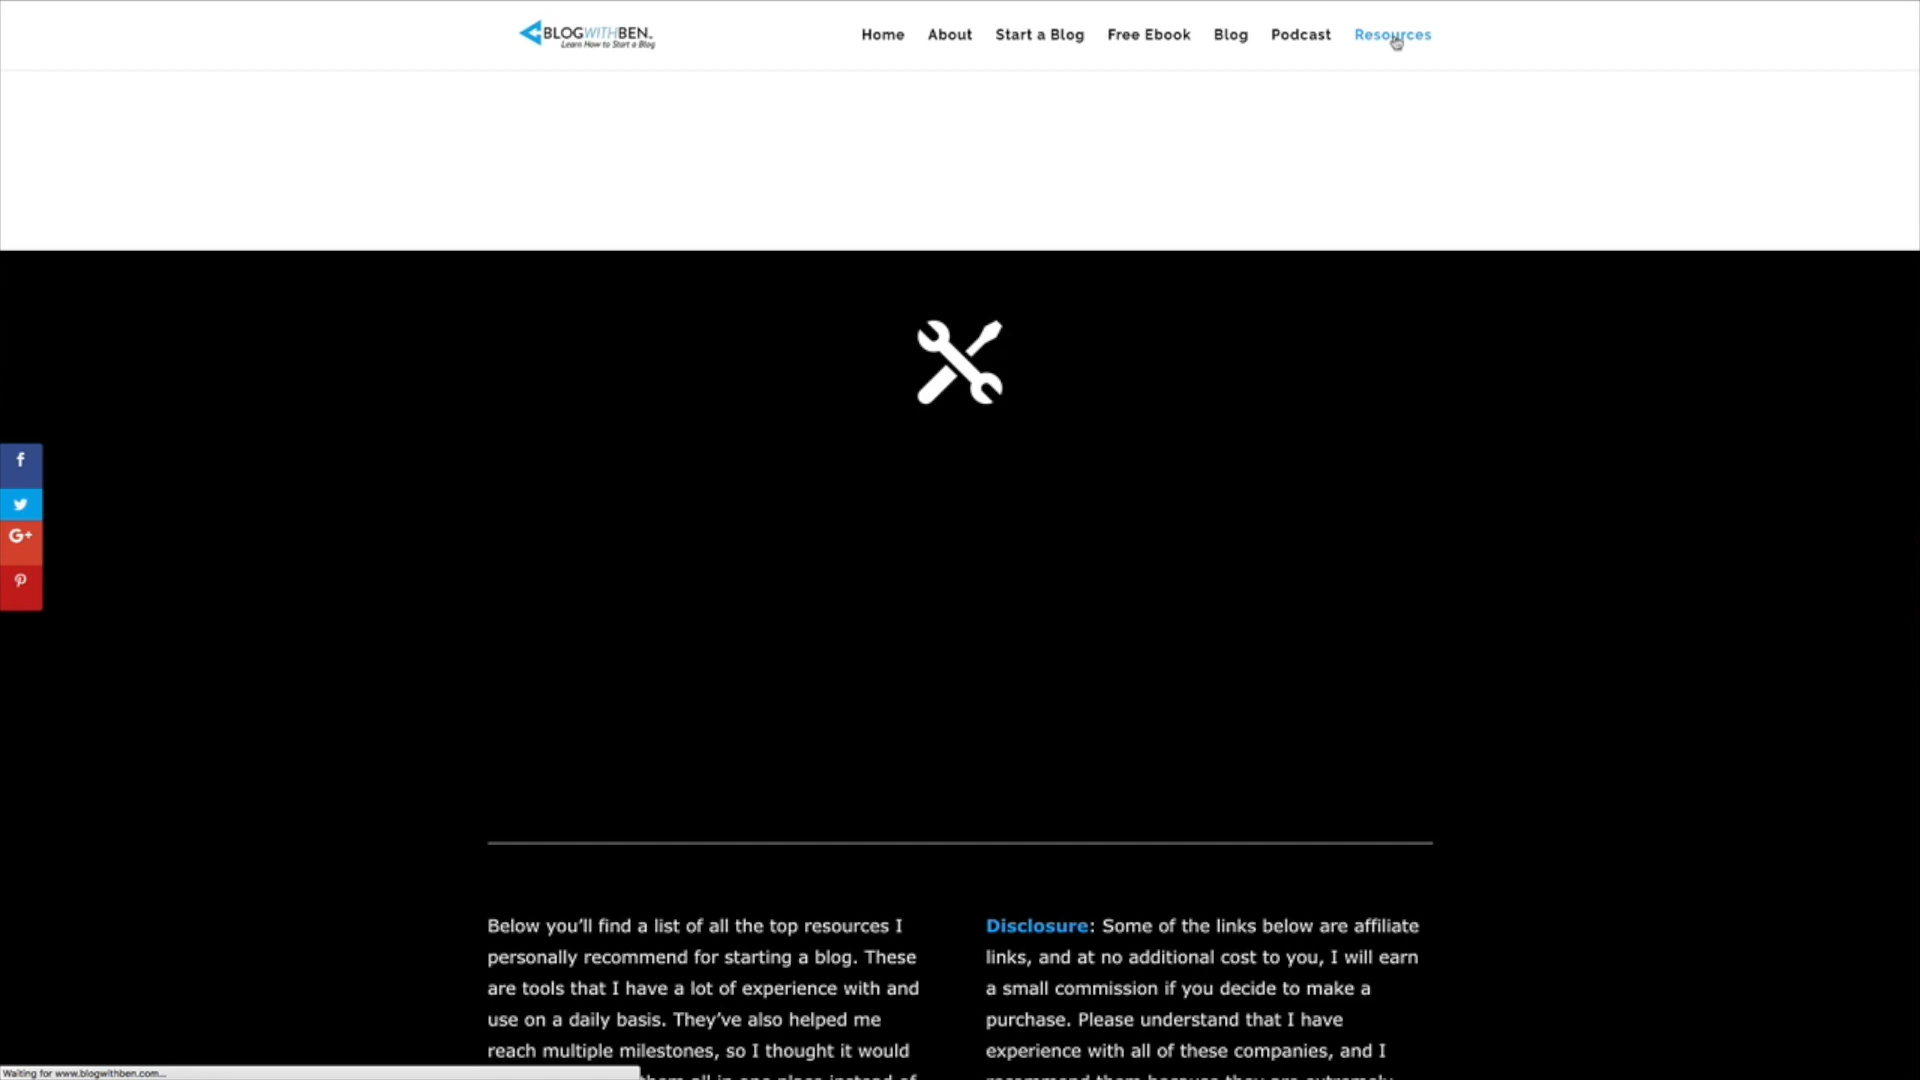 BLOGWITHBEN.
Learn How to Start a Blog
Home About Start a Blog Free Ebook Blog Podcast Resources
f
G+
Below you’ll find a list of all the top resources I
personally recommend for starting a blog. These
are tools that I have a lot of experience with and
use on a daily basis. They’ve also helped me
reach multiple milestones, so I thought it would
Disclosure: Some of the links below are affiliate
links, and at no additional cost to you, I will earn
a small commission if you decide to make a
purchase. Please understand that I have
experience with all of these companies, and I
Waiting for www.blogwithben.com...